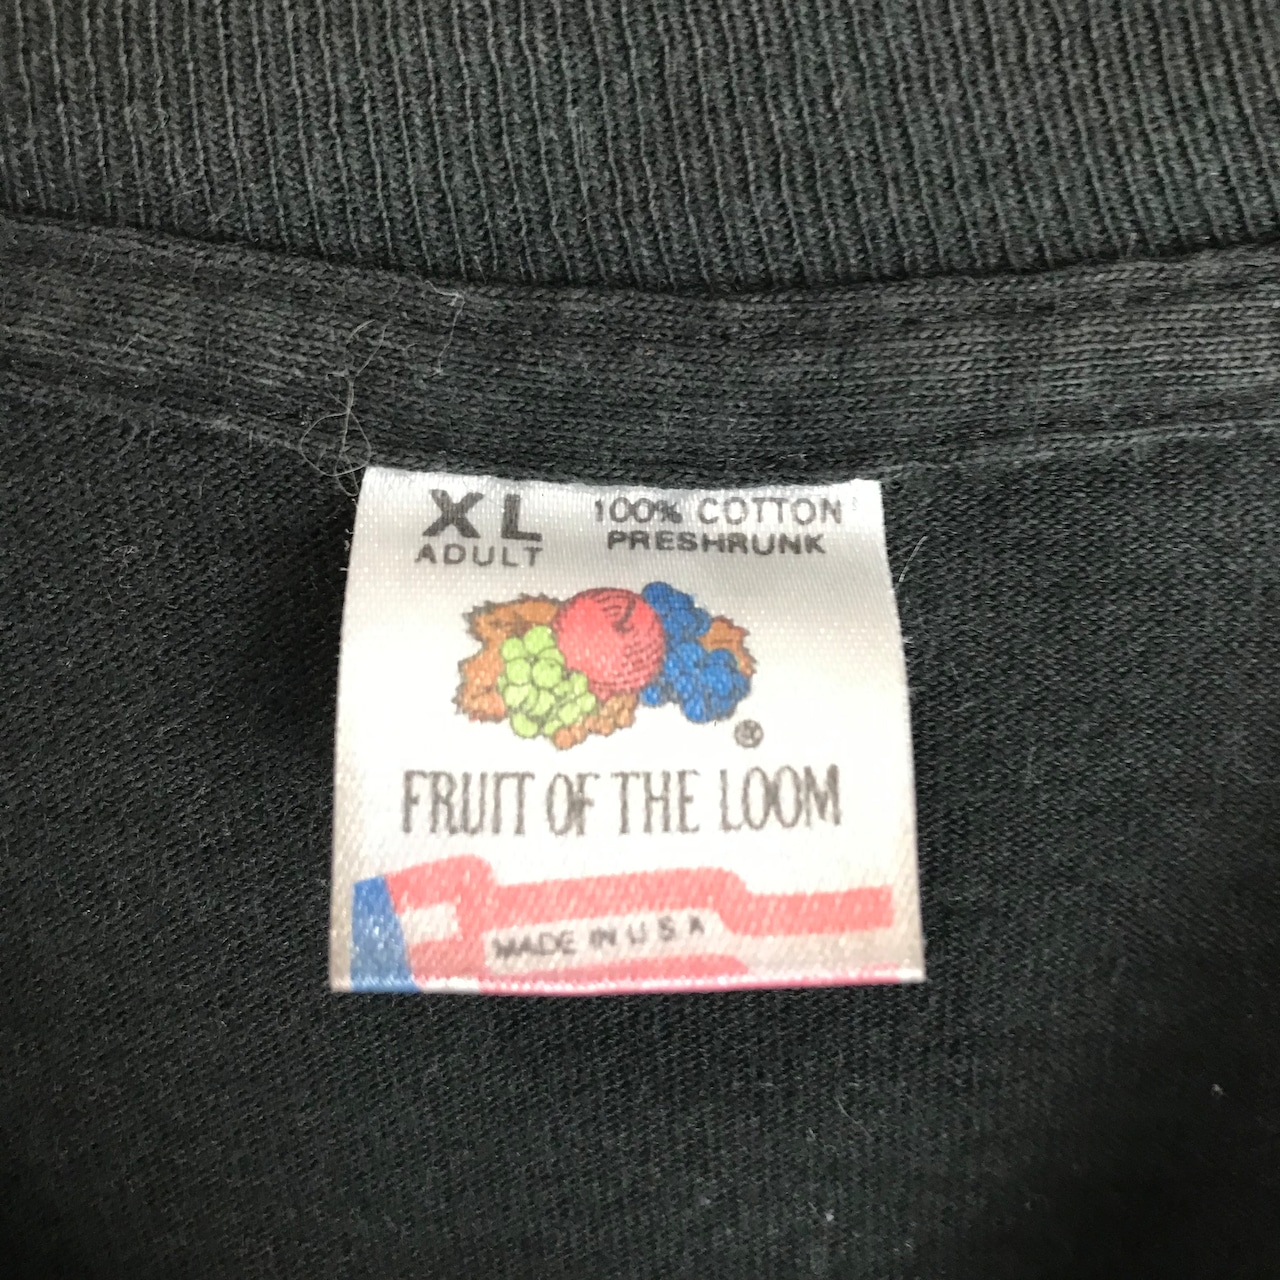 XL
ADULT
100% COTTON
PRESHRUNK
®
FRUIT OF THE LOOM
MADE IN U S A